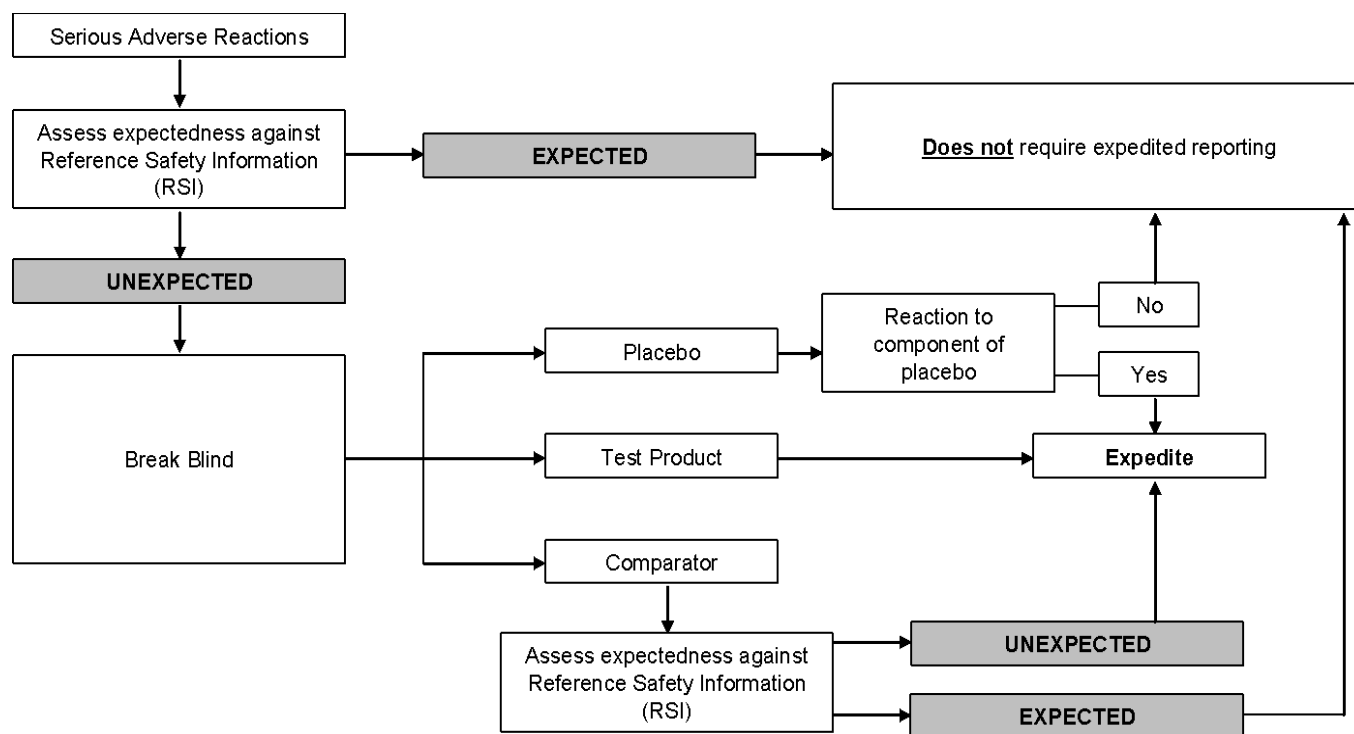 Serious Adverse Reactions
Assess expectedness against
Reference Safety Information
(RSI)
EXPECTED
Does not require expedited reporting
UNEXPECTED
Break Blind
Placebo
Reaction to
component of
placebo
No
Yes
Test Product
Expedite
Comparator
Assess expectedness against
Reference Safety Information
(RSI)
UNEXPECTED
EXPECTED